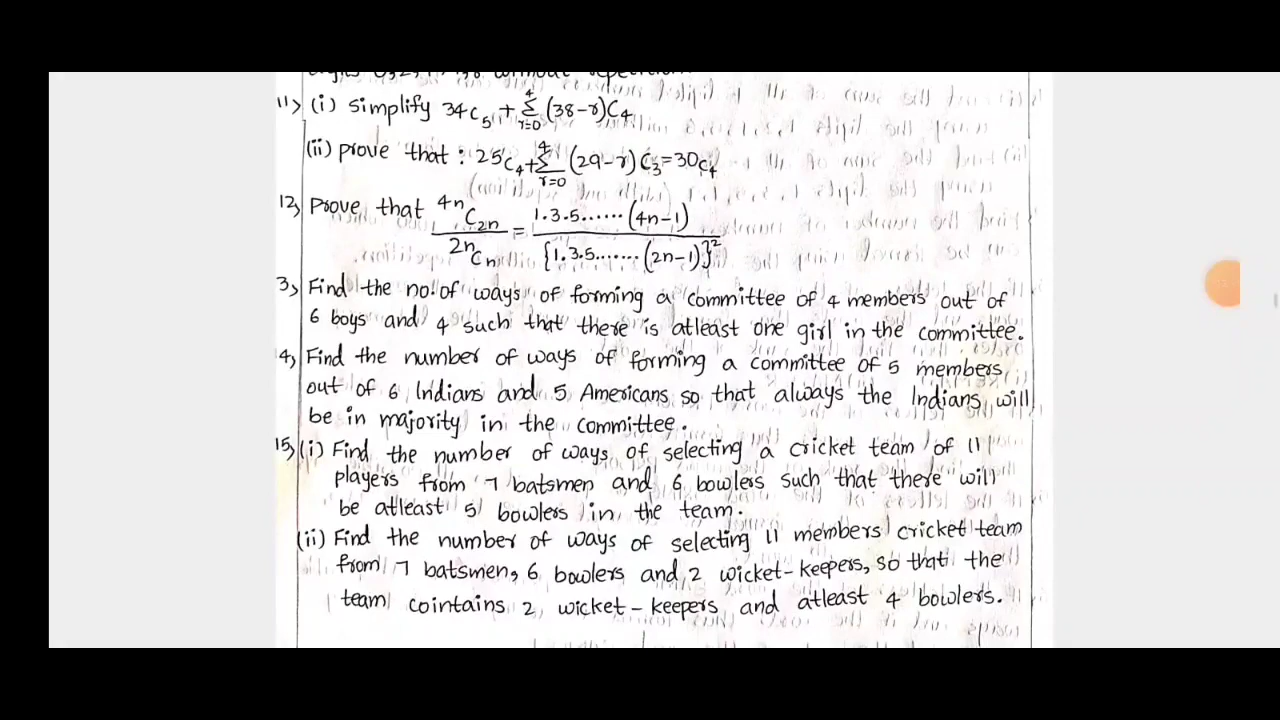 11> (i) Simplify 34C₅ + Σ⁴ᵣ₌₀ (38-r)C₄
(ii) prove that : 25C₄ + Σ⁴ᵣ₌₀ (29-r) C₃ = 30C₄
12> Prove that ⁴ⁿC₂ₙ / ²ⁿCₙ = 1.3.5......(4n-1) / {1.3.5.......(2n-1)}²
3> Find the no. of ways of forming a committee of 4 members out of
6 boys and 4 such that there is atleast one girl in the committee.
4> Find the number of ways of forming a committee of 5 members
out of 6 Indians and 5 Americans so that always the Indians will
be in majority in the committee.
15> (i) Find the number of ways of selecting a cricket team of 11
players from 7 batsmen and 6 bowlers such that there will
be atleast 5 bowlers in the team.
(ii) Find the number of ways of selecting 11 members cricket team
from 7 batsmen, 6 bowlers and 2 wicket-keepers, so that the
team cointains 2 wicket-keepers and atleast 4 bowlers.